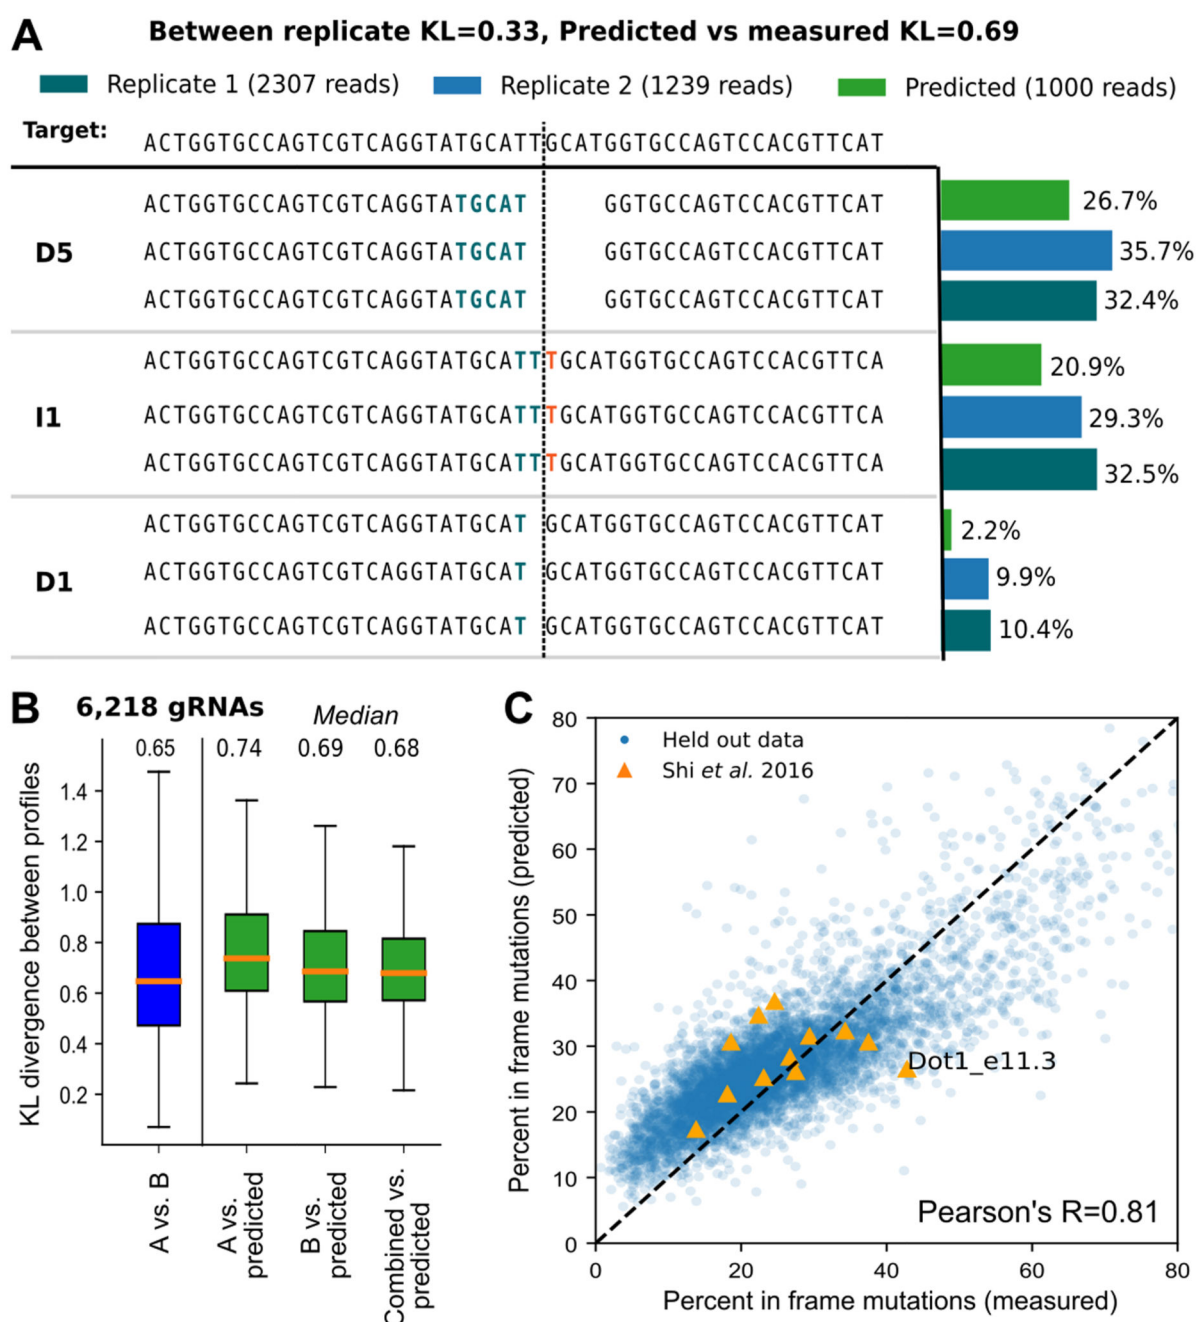 A
Between replicate KL=0.33, Predicted vs measured KL=0.69
Replicate 1 (2307 reads) Replicate 2 (1239 reads) Predicted (1000 reads)
Target: ACTGGTGCCAGTCGTCAGGTATGCATTGCATGGTGCCAGTCCACGTTCAT
ACTGGTGCCAGTCGTCAGGTATGCAT GGTGCCAGTCCACGTTCAT 26.7%
D5 ACTGGTGCCAGTCGTCAGGTATGCAT GGTGCCAGTCCACGTTCAT 35.7%
ACTGGTGCCAGTCGTCAGGTATGCAT GGTGCCAGTCCACGTTCAT 32.4%
ACTGGTGCCAGTCGTCAGGTATGCATTTGCATGGTGCCAGTCCACGTTCA 20.9%
I1 ACTGGTGCCAGTCGTCAGGTATGCATTTGCATGGTGCCAGTCCACGTTCA 29.3%
ACTGGTGCCAGTCGTCAGGTATGCATTTGCATGGTGCCAGTCCACGTTCA 32.5%
ACTGGTGCCAGTCGTCAGGTATGCAT GCATGGTGCCAGTCCACGTTCAT 2.2%
D1 ACTGGTGCCAGTCGTCAGGTATGCAT GCATGGTGCCAGTCCACGTTCAT 9.9%
ACTGGTGCCAGTCGTCAGGTATGCAT GCATGGTGCCAGTCCACGTTCAT 10.4%
B
6,218 gRNAs
Median
0.65 0.74 0.69 0.68
KL divergence between profiles
1.4
1.2
1.0
0.8
0.6
0.4
0.2
A vs. B
A vs.
predicted
B vs.
predicted
Combined vs.
predicted
C
Held out data
Shi et al. 2016
Percent in frame mutations (predicted)
80
70
60
50
40
30
20
10
0
Dot1_e11.3
Pearson's R=0.81
0 20 40 60 80
Percent in frame mutations (measured)